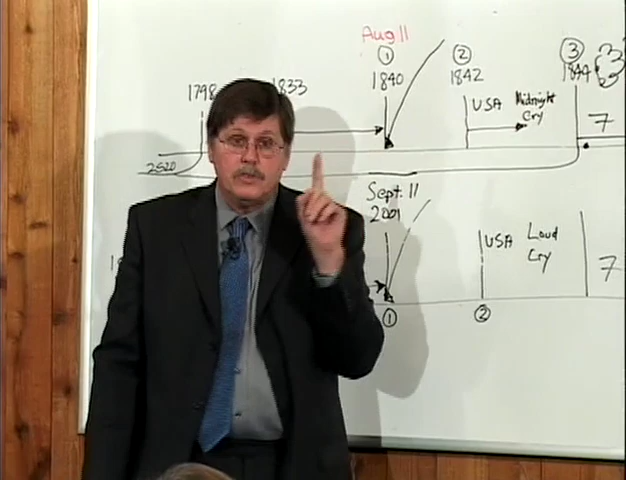 Aug 11
① ② ③
1798 1833 1840 1842 1844
USA Midnight
Cry
7
2520
Sept. 11
2001
USA Loud
Cry
7
① ②